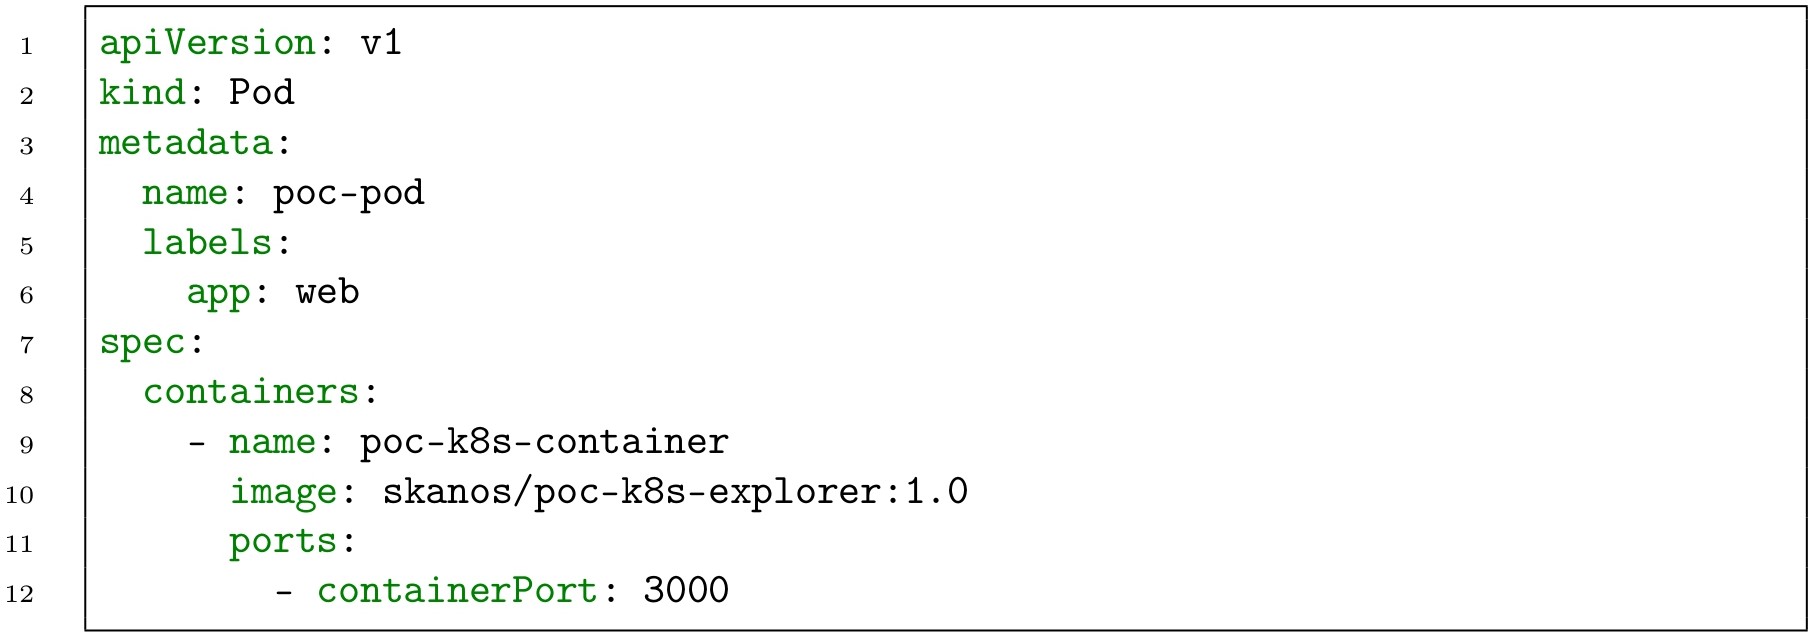 1 apiVersion: v1
2 kind: Pod
3 metadata:
4   name: poc-pod
5   labels:
6     app: web
7 spec:
8   containers:
9     - name: poc-k8s-container
10       image: skanos/poc-k8s-explorer:1.0
11       ports:
12         - containerPort: 3000